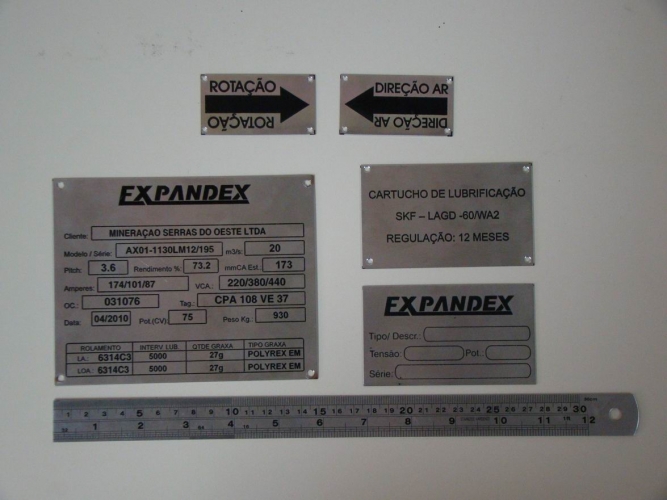 ROTAÇÃO
ROTAÇÃO
DIREÇÃO AR
DIREÇÃO AR
EXPANDEX
Cliente: MINERAÇAO SERRAS DO OESTE LTDA
Modelo / Série: AX01-1130LM12/195 m3/s: 20
Pitch: 3.6 Rendimento %: 73.2 mmCA Est.: 173
Amperes: 174/101/87 VCA.: 220/380/440
OC.: 031076 Tag.: CPA 108 VE 37
Data: 04/2010 Pot.(CV): 75 Peso Kg.: 930
ROLAMENTO INTERV. LUB. QTDE GRAXA TIPO GRAXA
LA.: 6314C3 5000 27g POLYREX EM
LOA.: 6314C3 5000 27g POLYREX EM
CARTUCHO DE LUBRIFICAÇÃO
SKF – LAGD -60/WA2
REGULAÇÃO: 12 MESES
EXPANDEX
Tipo/ Descr.:
Tensão: Pot.:
Série:
1 2 3 4 5 6 7 8 9 10 11 12 13 14 15 16 17 18 19 20 21 22 23 24 25 26 27 28 29 30
1 2 3 4 5 6 7 8 9 10 11 12